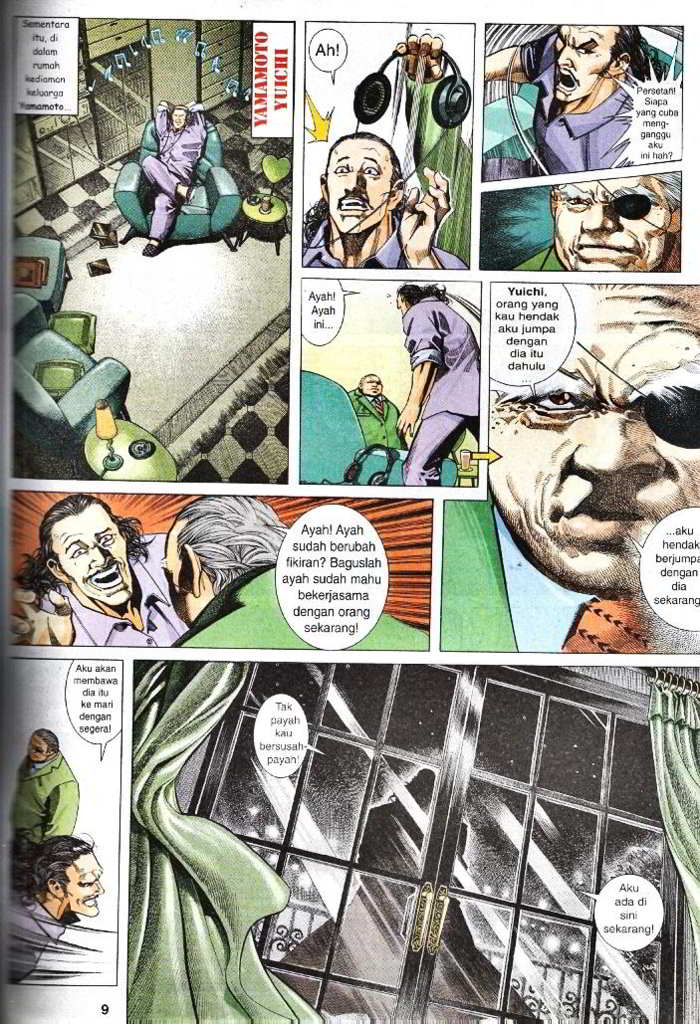 Sementara
itu, di
dalam
rumah
kediaman
keluarga
Yamamoto...
YAMAMOTO
YUICHI
Ah!
Persetan!
Siapa
yang cuba
meng-
ganggu
aku
ini hah?
Ayah!
Ayah
ini...
Yuichi,
orang yang
kau hendak
aku jumpa
dengan
dia itu
dahulu
...
...aku
hendak
berjumpa
dengan
dia
sekarang.
Ayah! Ayah
sudah berubah
fikiran? Baguslah
ayah sudah mahu
bekerjasama
dengan orang
sekarang!
Aku akan
membawa
dia itu
ke mari
dengan
segera!
Tak
payah
kau
bersusah-
payah!
Aku
ada di
sini
sekarang!
9